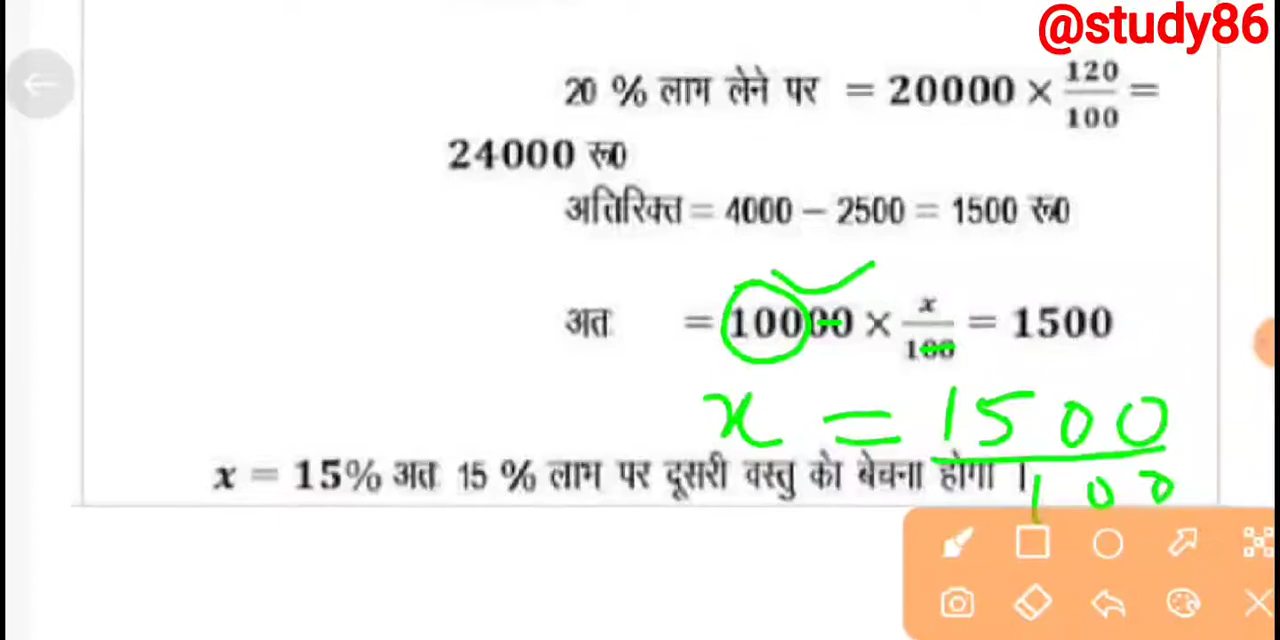 @study86
20 % लाभ लेने पर = 20000 × 120/100 =
24000 रू0
अतिरिक्त = 4000 − 2500 = 1500 रू0
अत = 10000 × x/100 = 1500
x = 1500/100
x = 15% अत 15 % लाभ पर दूसरी वस्तु को बेचना होगा ।